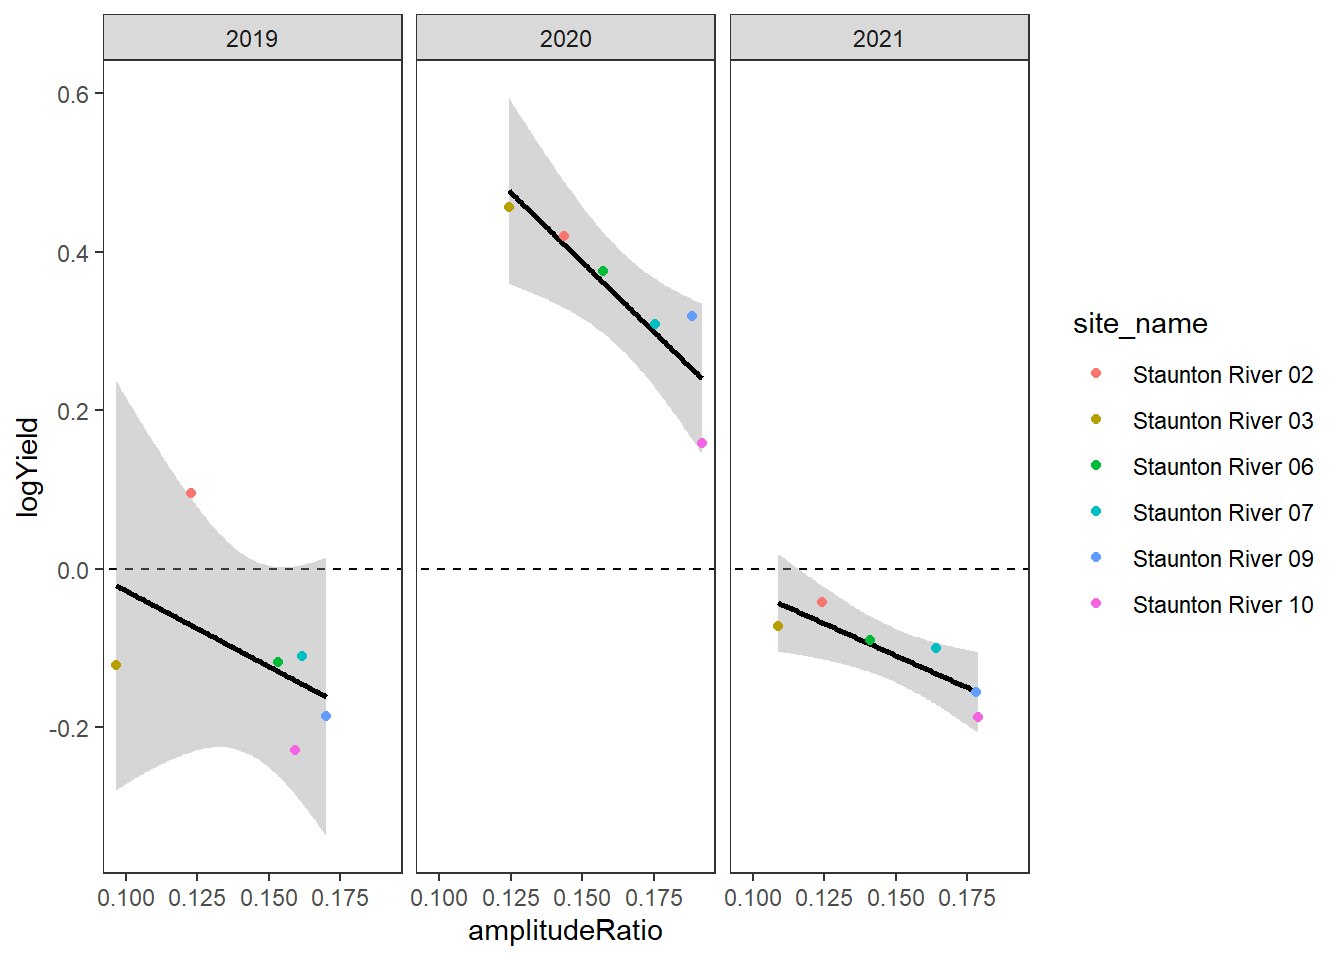 2019 2020 2021
0.6
0.4
0.2
0.0
-0.2
logYield
0.100 0.125 0.150 0.175 0.100 0.125 0.150 0.175 0.100 0.125 0.150 0.175
amplitudeRatio
site_name
Staunton River 02
Staunton River 03
Staunton River 06
Staunton River 07
Staunton River 09
Staunton River 10